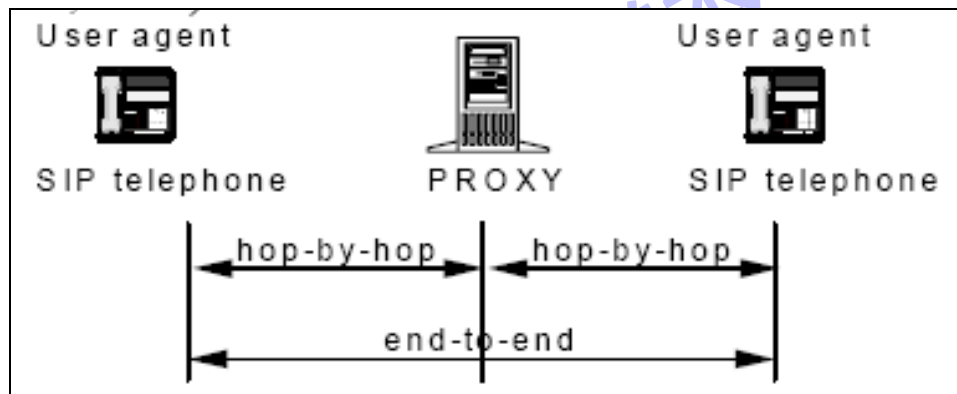 User agent
User agent
SIP telephone
PROXY
SIP telephone
hop-by-hop
hop-by-hop
end-to-end